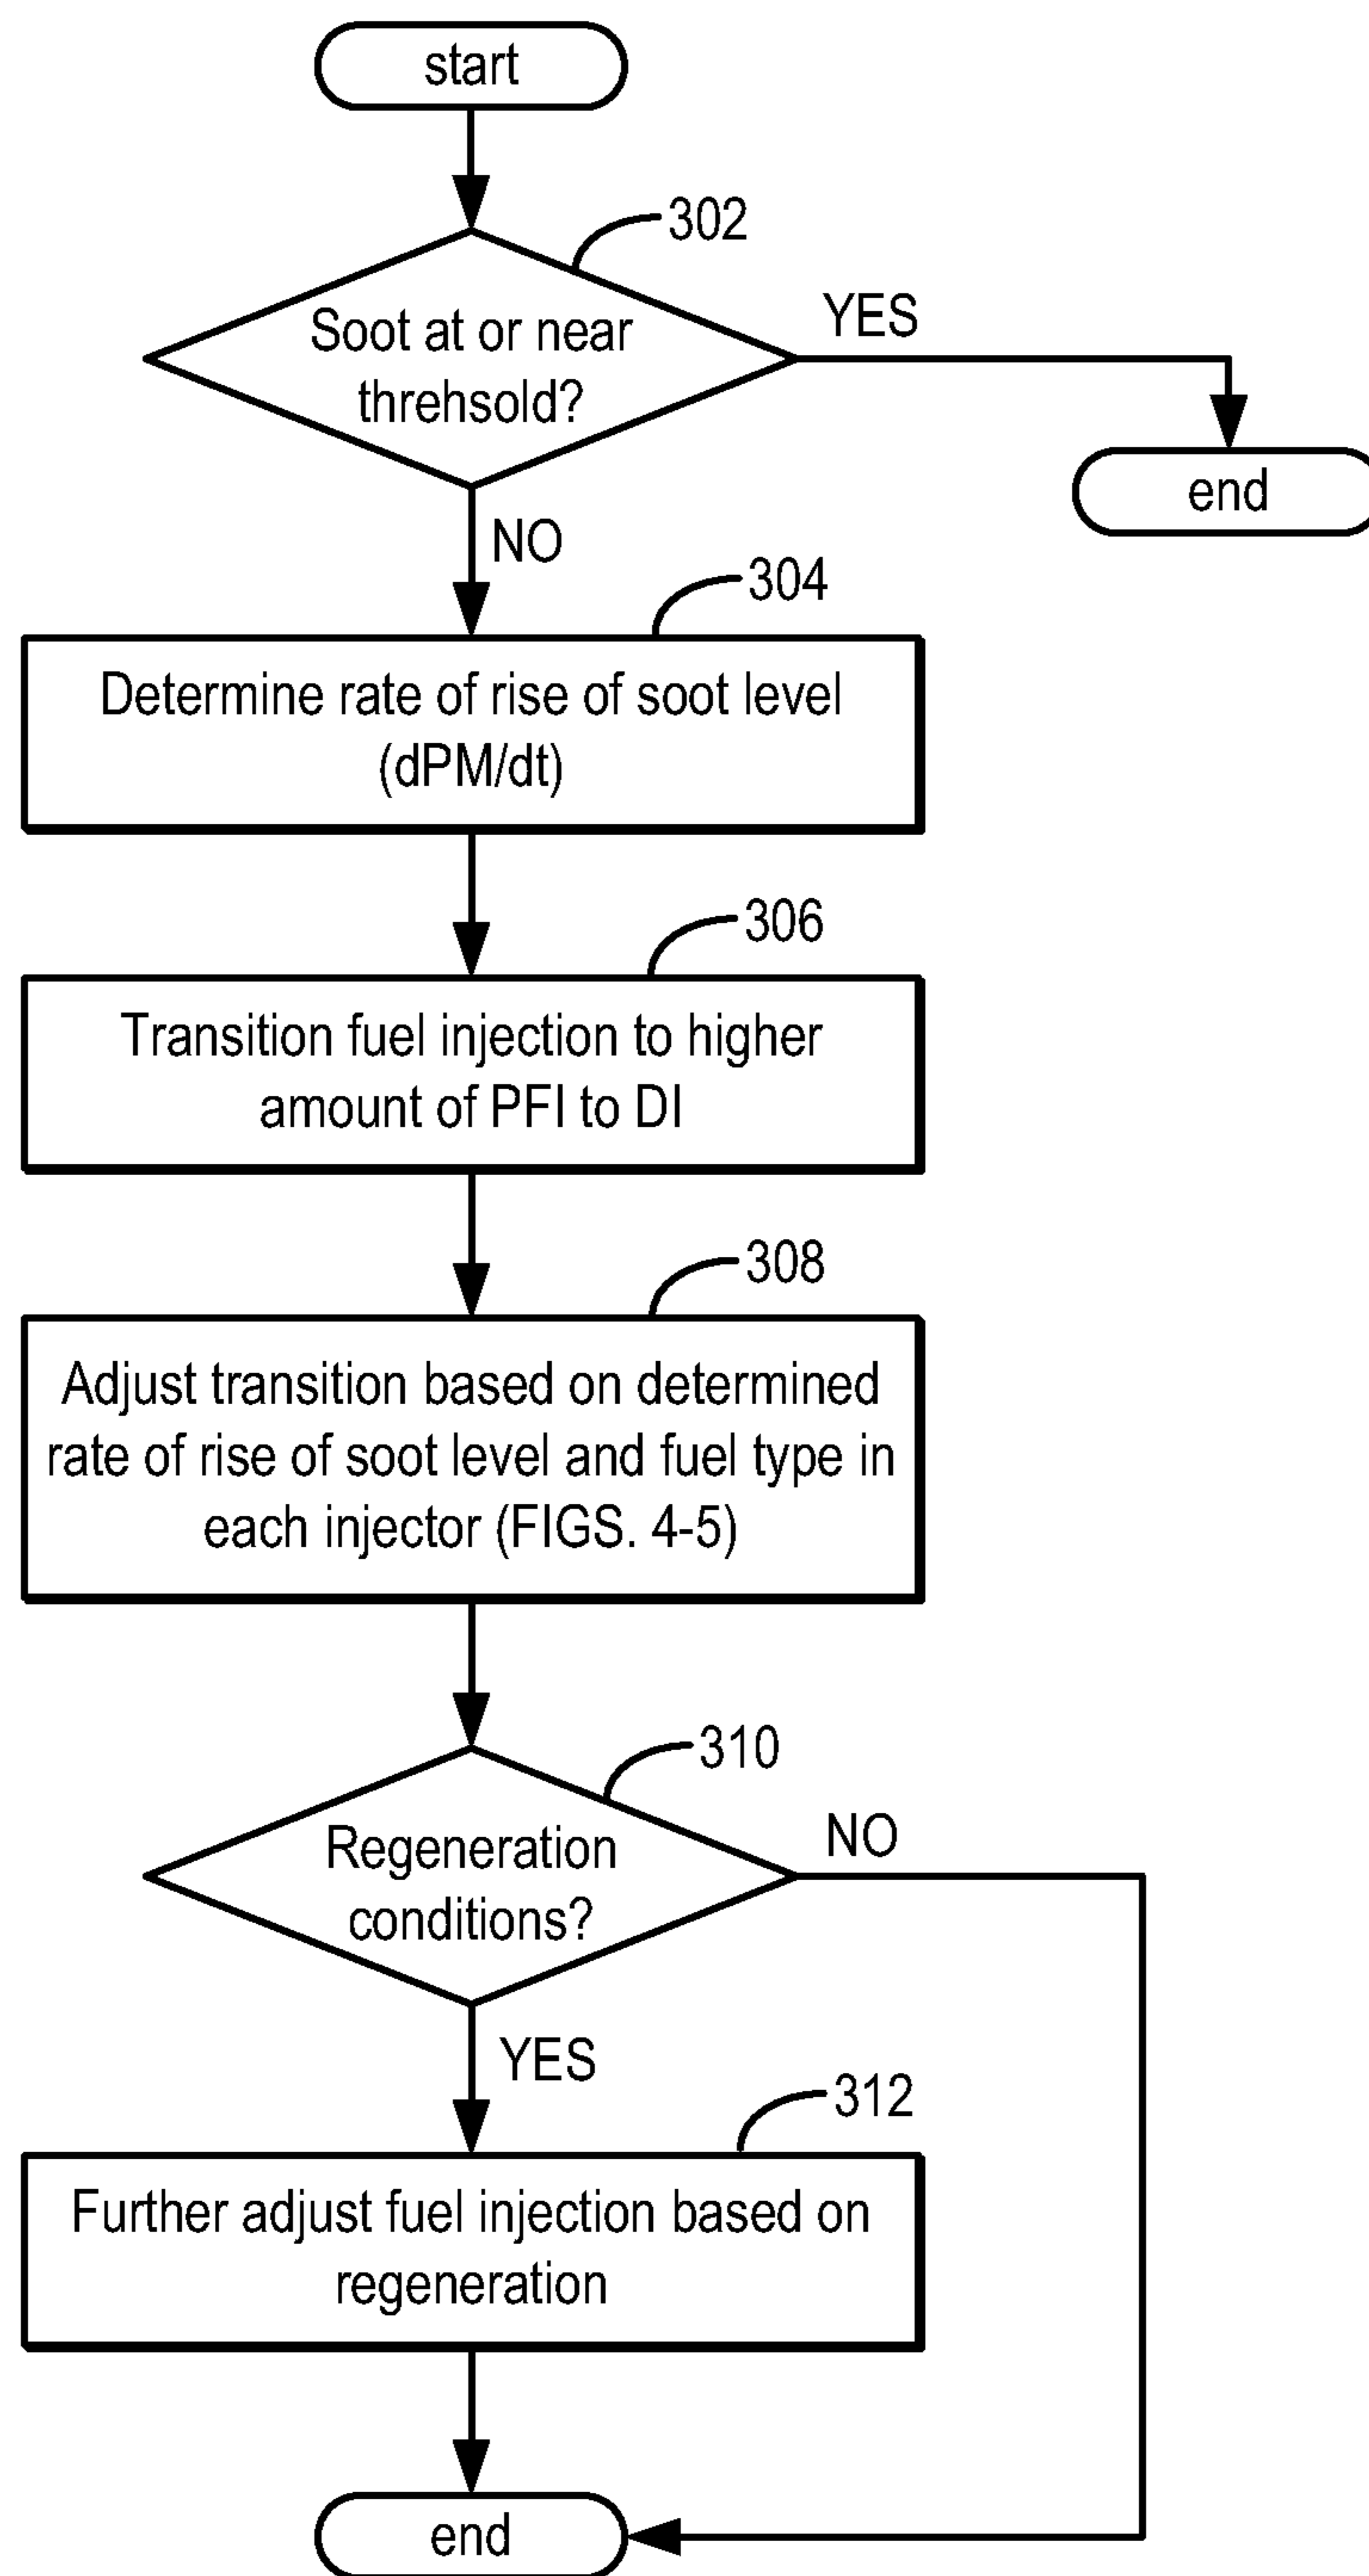 start
302
Soot at or near
threhsold?
YES
end
NO
304
Determine rate of rise of soot level
(dPM/dt)
306
Transition fuel injection to higher
amount of PFI to DI
308
Adjust transition based on determined
rate of rise of soot level and fuel type in
each injector (FIGS. 4-5)
310
Regeneration
conditions?
NO
YES
312
Further adjust fuel injection based on
regeneration
end